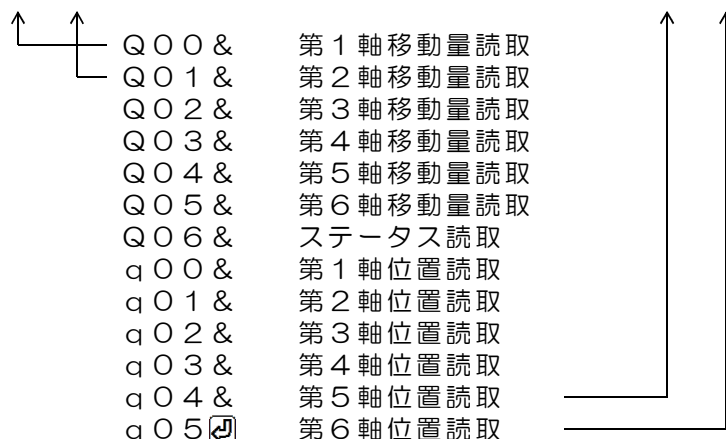 Q00& 第1軸移動量読取
Q01& 第2軸移動量読取
Q02& 第3軸移動量読取
Q03& 第4軸移動量読取
Q04& 第5軸移動量読取
Q05& 第6軸移動量読取
Q06& ステータス読取
q00& 第1軸位置読取
q01& 第2軸位置読取
q02& 第3軸位置読取
q03& 第4軸位置読取
q04& 第5軸位置読取
q05⏎ 第6軸位置読取